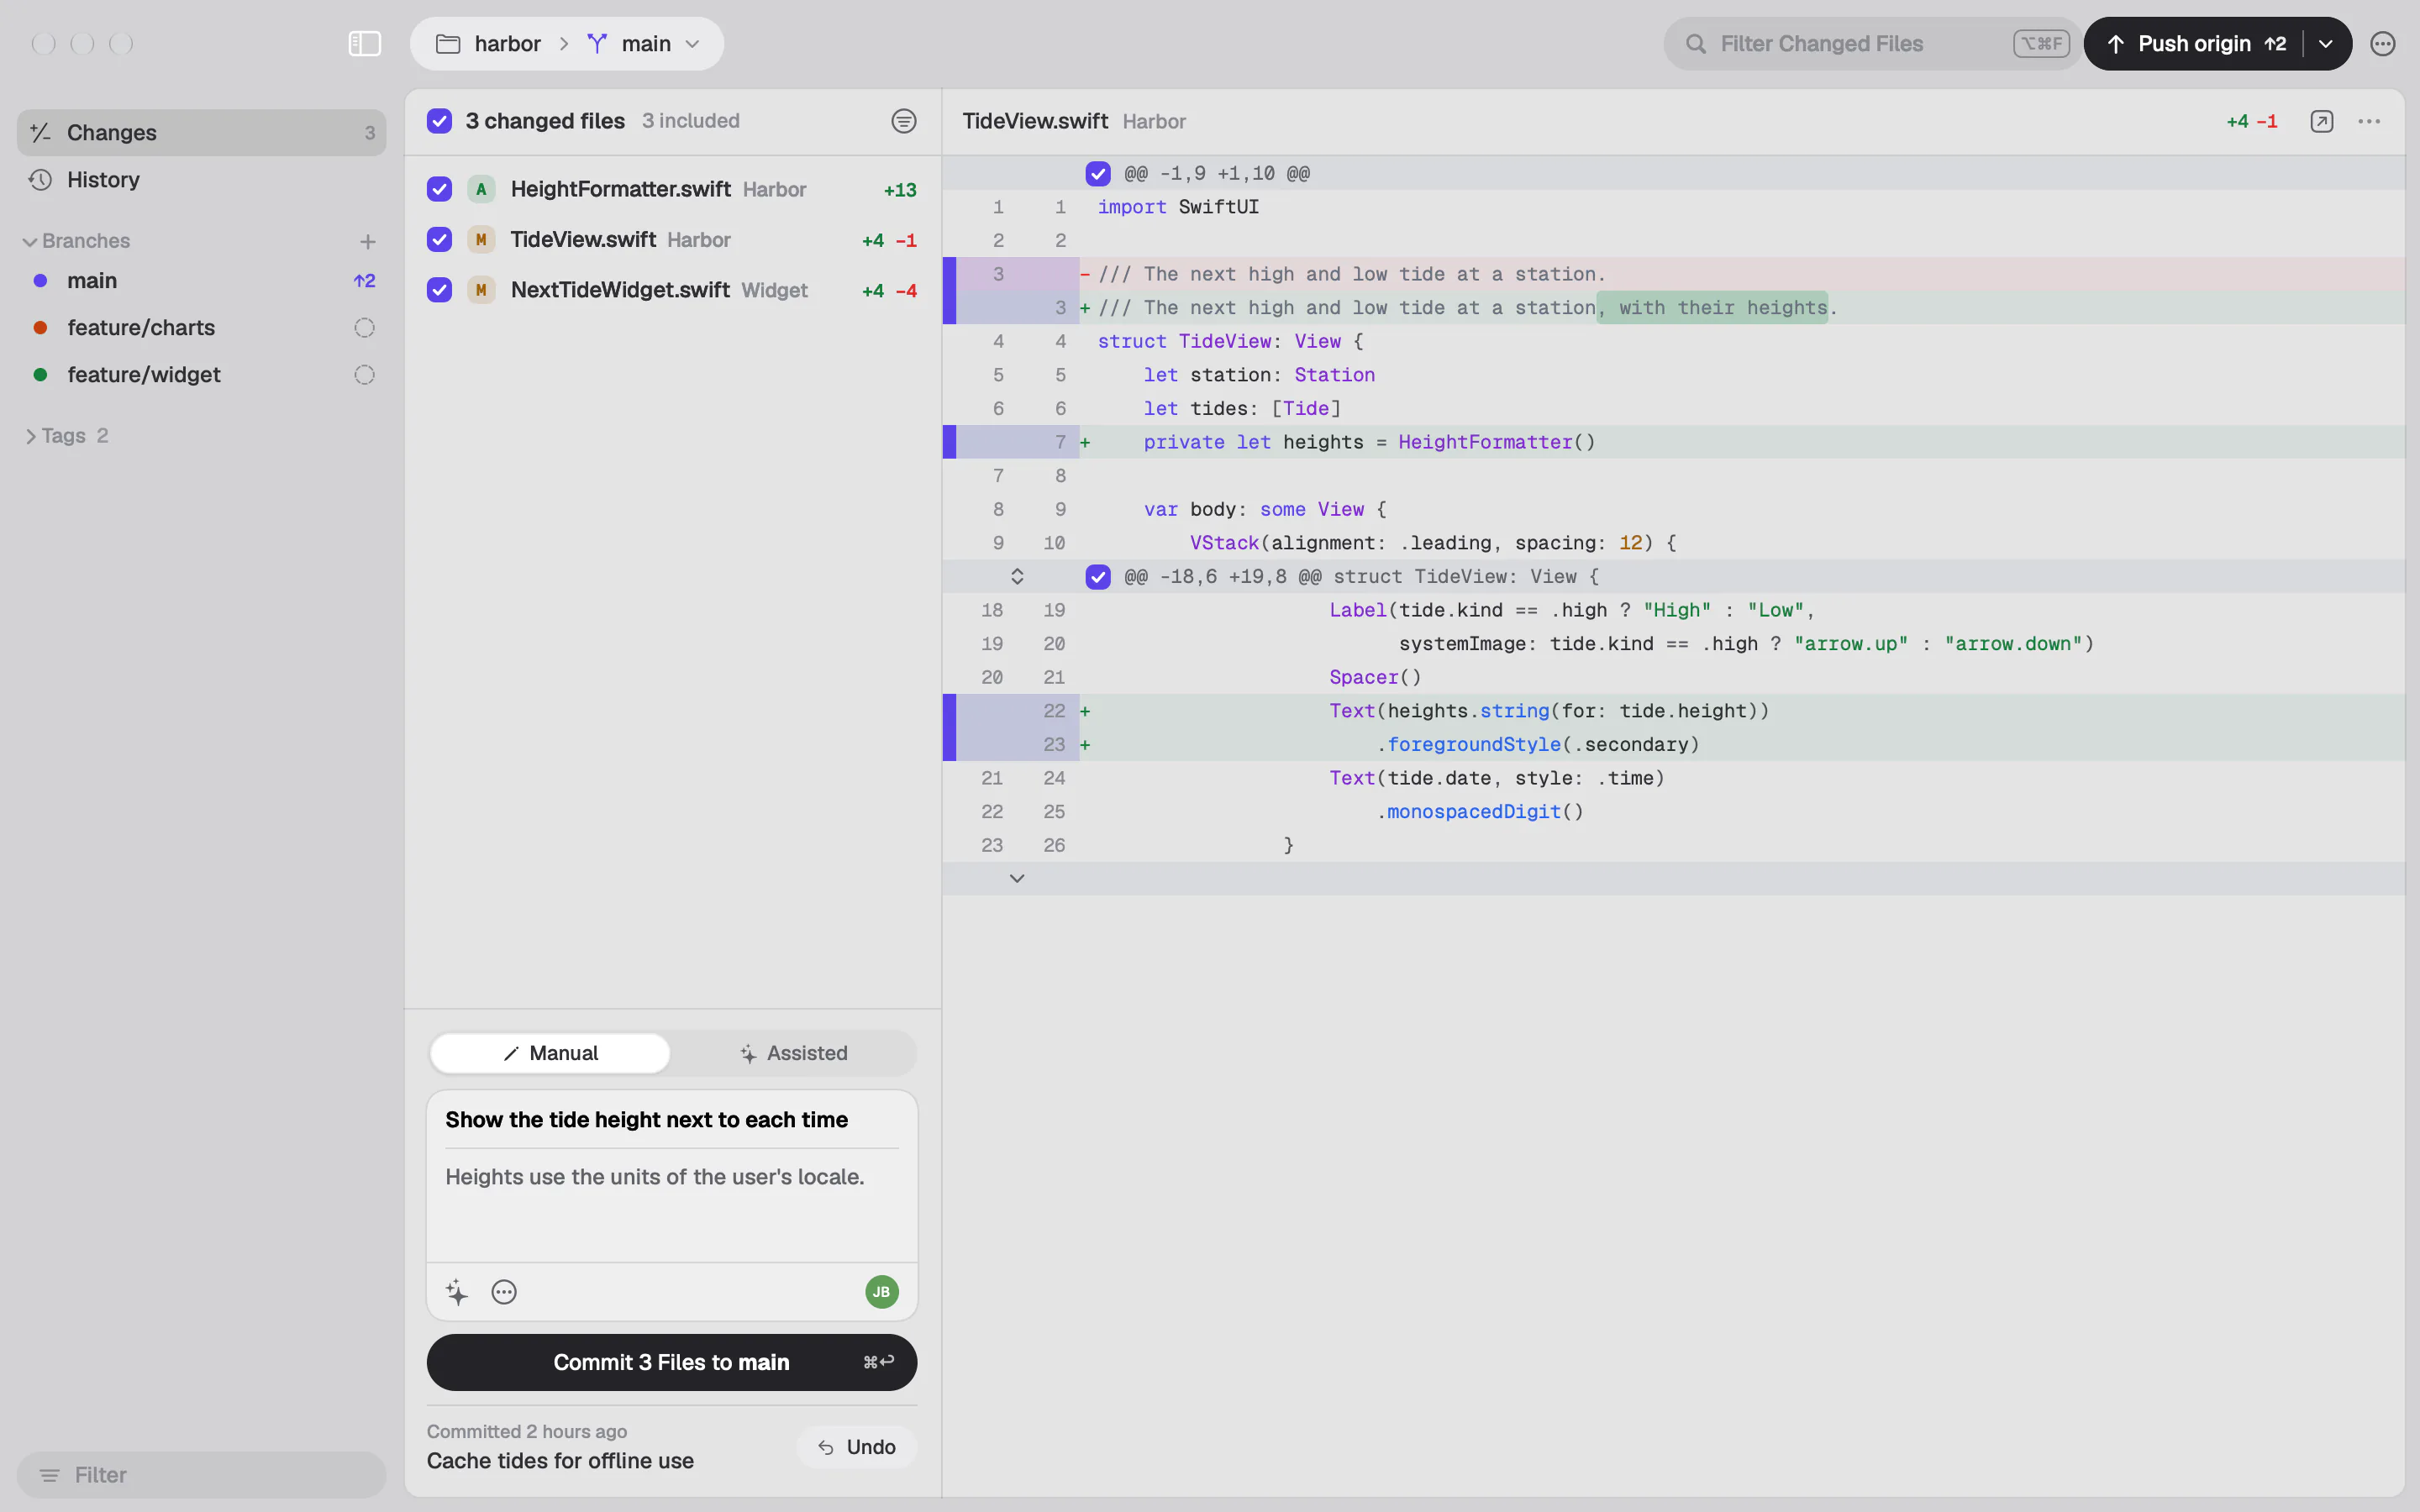 harbor > main
Filter Changed Files ⌥⌘F
Push origin ↑2
Changes 3
History
Branches +
main ↑2
feature/charts
feature/widget
Tags 2
Filter
3 changed files 3 included
A HeightFormatter.swift Harbor +13
M TideView.swift Harbor +4 −1
M NextTideWidget.swift Widget +4 −4
Manual
Assisted
Show the tide height next to each time
Heights use the units of the user's locale.
JB
Commit 3 Files to main ⌘↩
Committed 2 hours ago
Cache tides for offline use
Undo
TideView.swift Harbor +4 −1
@@ -1,9 +1,10 @@
1 1 import SwiftUI
2 2
3 − /// The next high and low tide at a station.
3 + /// The next high and low tide at a station, with their heights.
4 4 struct TideView: View {
5 5 let station: Station
6 6 let tides: [Tide]
7 + private let heights = HeightFormatter()
7 8
8 9 var body: some View {
9 10 VStack(alignment: .leading, spacing: 12) {
@@ -18,6 +19,8 @@ struct TideView: View {
18 19 Label(tide.kind == .high ? "High" : "Low",
19 20 systemImage: tide.kind == .high ? "arrow.up" : "arrow.down")
20 21 Spacer()
22 + Text(heights.string(for: tide.height))
23 + .foregroundStyle(.secondary)
21 24 Text(tide.date, style: .time)
22 25 .monospacedDigit()
23 26 }